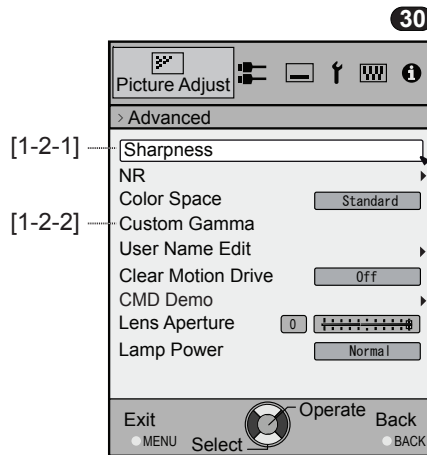 30
Picture Adjust
> Advanced
[1-2-1]
Sharpness
NR
Color Space Standard
[1-2-2] Custom Gamma
User Name Edit
Clear Motion Drive Off
CMD Demo
Lens Aperture 0
Lamp Power Normal
Exit Operate Back
MENU Select BACK